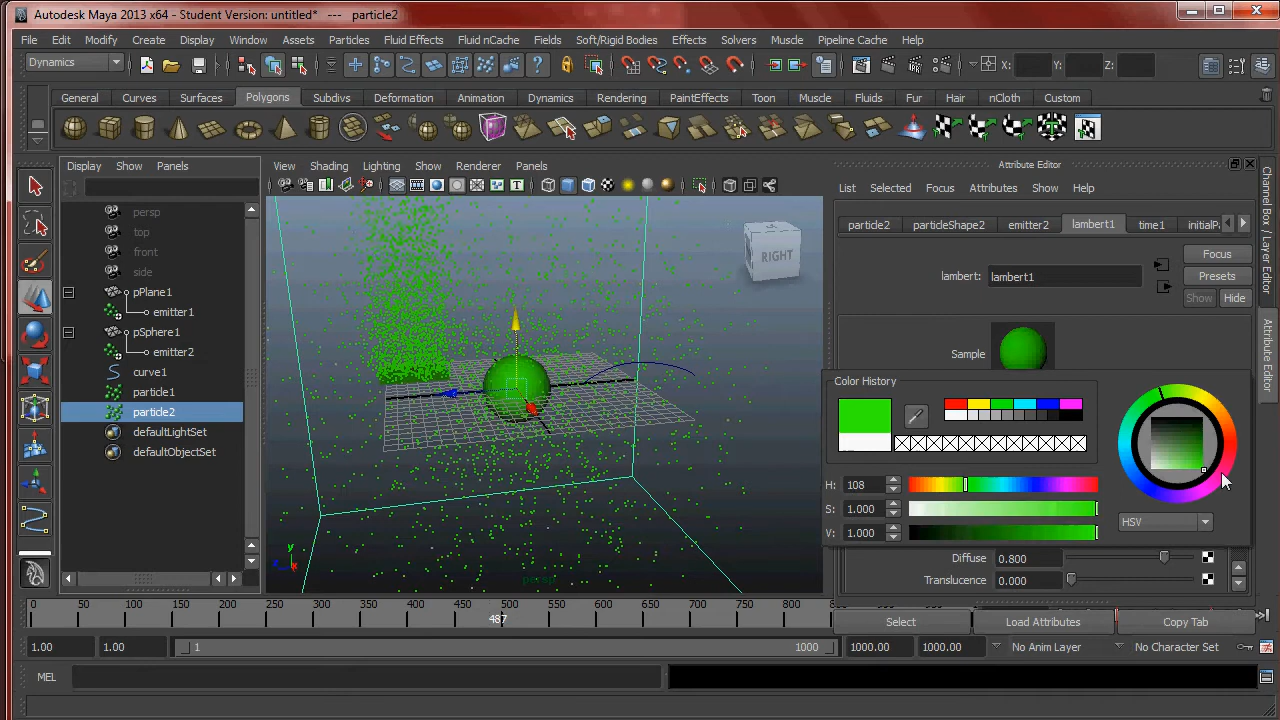 Autodesk Maya 2013 x64 - Student Version: untitled* --- particle2
File Edit Modify Create Display Window Assets Particles Fluid Effects Fluid nCache Fields Soft/Rigid Bodies Effects Solvers Muscle Pipeline Cache Help
Dynamics X: Y: Z:
General Curves Surfaces Polygons Subdivs Deformation Animation Dynamics Rendering PaintEffects Toon Muscle Fluids Fur Hair nCloth Custom
Display Show Panels
View Shading Lighting Show Renderer Panels
persp
top
front
side
pPlane1
emitter1
pSphere1
emitter2
curve1
particle1
particle2
defaultLightSet
defaultObjectSet
RIGHT
y
z x
persp
Attribute Editor
List Selected Focus Attributes Show Help
particle2 particleShape2 emitter2 lambert1 time1 initialP
lambert: lambert1
Focus
Presets
Show Hide
Sample
Color History
H: 108
S: 1.000
V: 1.000
HSV
Diffuse 0.800
Translucence 0.000
Select Load Attributes Copy Tab
Channel Box / Layer Editor
Attribute Editor
0 50 100 150 200 250 300 350 400 450 500 550 600 650 700 750 800
487
1.00 1.00 1 1000 1000.00 1000.00 No Anim Layer No Character Set
MEL